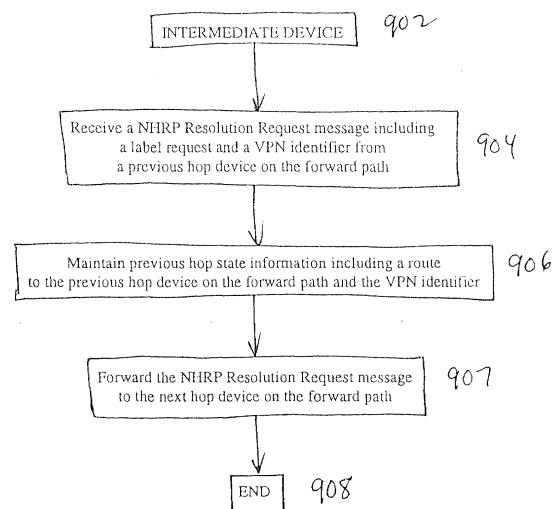 INTERMEDIATE DEVICE 902
Receive a NHRP Resolution Request message including
a label request and a VPN identifier from
a previous hop device on the forward path
904
Maintain previous hop state information including a route
to the previous hop device on the forward path and the VPN identifier
906
Forward the NHRP Resolution Request message
to the next hop device on the forward path
907
END 908